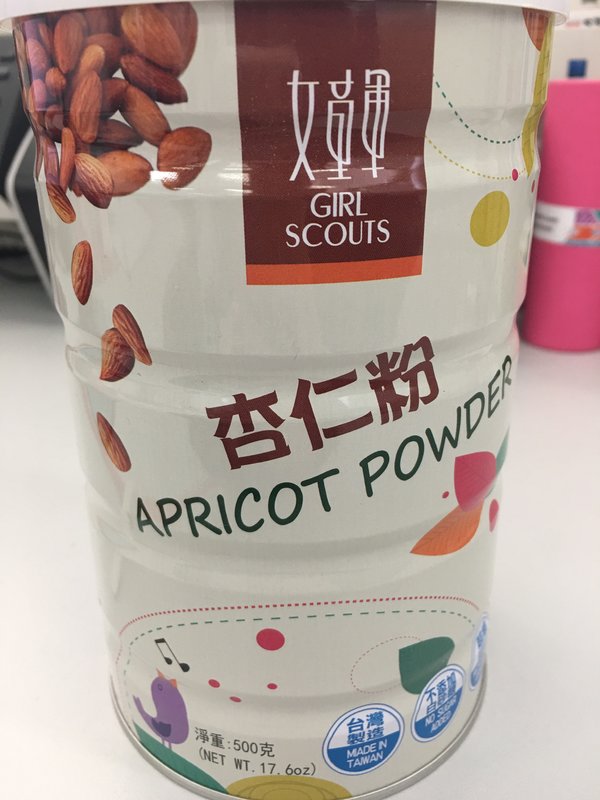 女童軍
GIRL
SCOUTS
杏仁粉
APRICOT POWDER
淨重:500克
(NET WT.17.6oz)
台灣
製造
MADE IN
TAIWAN
不添加
NO SUGAR
ADDED